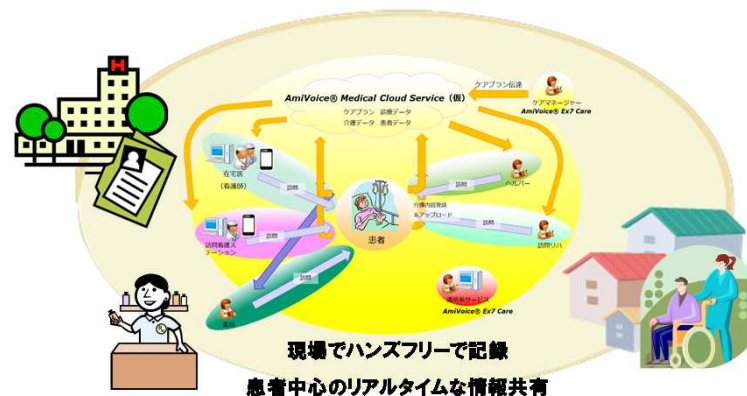 H
ケアプラン伝達
AmiVoice® Medical Cloud Service（仮）
ケアマネージャー
AmiVoice® Ex7 Care
ケアプラン　診療データ
介護データ　患者データ
在宅医
（看護師）
訪問
訪問
ヘルパー
介護内容発話
&アップロード
訪問
訪問
訪問看護ス
テーション
患者
訪問リハ
訪問
薬局
通所系サービス
AmiVoice® Ex7 Care
現場でハンズフリーで記録
患者中心のリアルタイムな情報共有